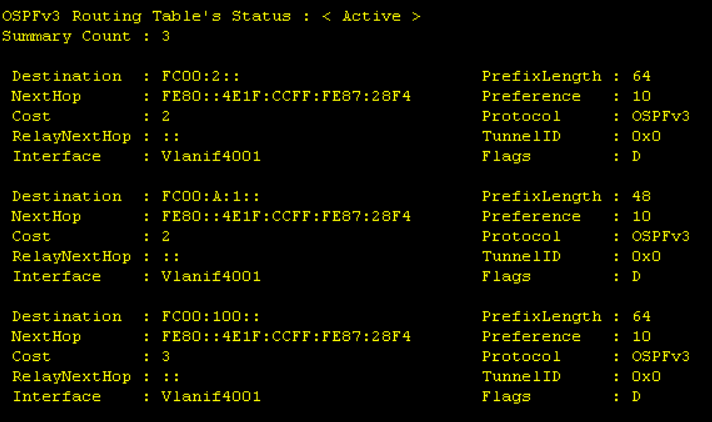 OSPFv3 Routing Table's Status : < Active >
Summary Count : 3
Destination : FC00:2:: PrefixLength : 64
NextHop : FE80::4E1F:CCFF:FE87:28F4 Preference : 10
Cost : 2 Protocol : OSPFv3
RelayNextHop : :: TunnelID : 0x0
Interface : Vlanif4001 Flags : D
Destination : FC00:A:1:: PrefixLength : 48
NextHop : FE80::4E1F:CCFF:FE87:28F4 Preference : 10
Cost : 2 Protocol : OSPFv3
RelayNextHop : :: TunnelID : 0x0
Interface : Vlanif4001 Flags : D
Destination : FC00:100:: PrefixLength : 64
NextHop : FE80::4E1F:CCFF:FE87:28F4 Preference : 10
Cost : 3 Protocol : OSPFv3
RelayNextHop : :: TunnelID : 0x0
Interface : Vlanif4001 Flags : D